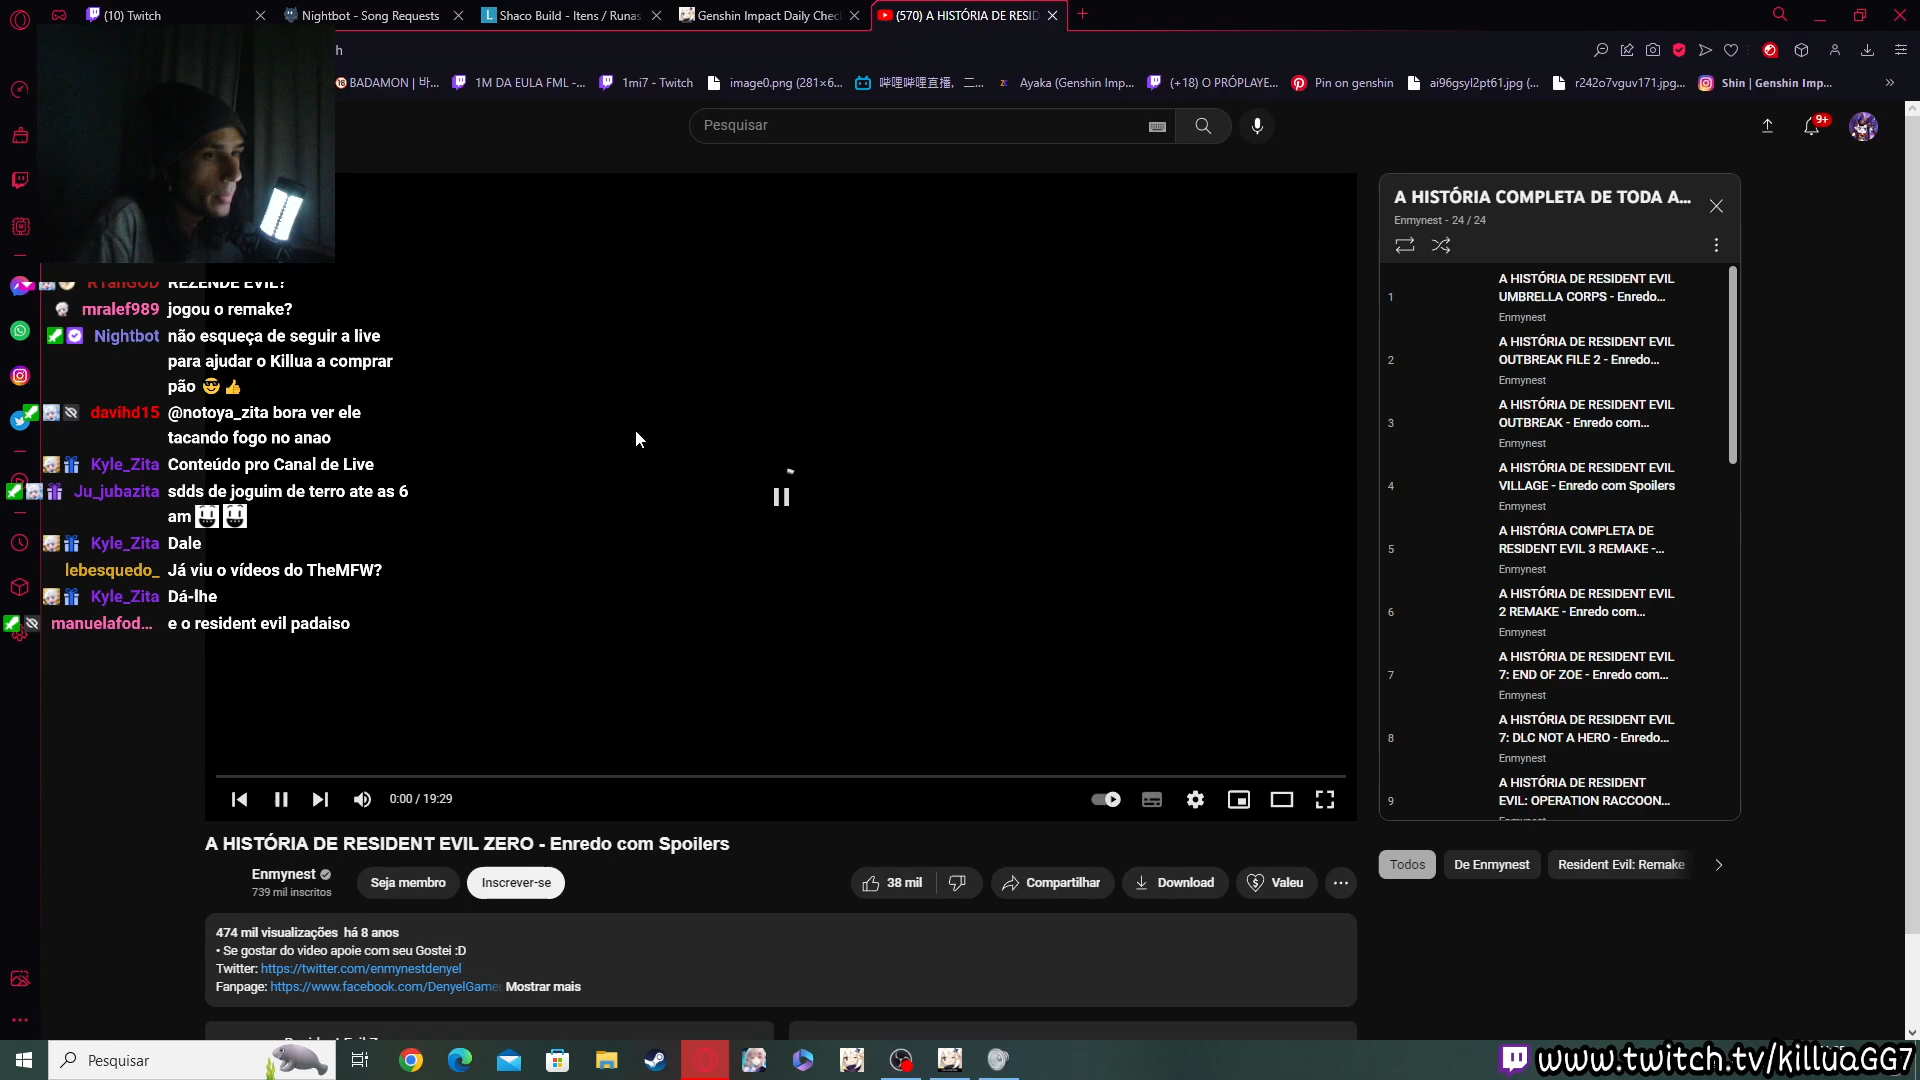 (10) Twitch
Nightbot - Song Requests
Shaco Build - Itens / Runas
Genshin Impact Daily Chec
(570) A HISTÓRIA DE RESID
h
BADAMON | 바...
1M DA EULA FML -...
1mi7 - Twitch
image0.png (281×6...
哔哩哔哩直播，二...
Ayaka (Genshin Imp...
(+18) O PRÓPLAYE...
Pin on genshin
ai96gsyl2pt61.jpg (...
r242o7vguv171.jpg...
Shin | Genshin Imp...
Pesquisar
9+
REZENDE EVIL?
mralef989 jogou o remake?
Nightbot não esqueça de seguir a live
para ajudar o Killua a comprar
pão 😎👍
davihd15 @notoya_zita bora ver ele
tacando fogo no anao
Kyle_Zita Conteúdo pro Canal de Live
Ju_jubazita sdds de joguim de terro ate as 6
am
Kyle_Zita Dale
lebesquedo_ Já viu o vídeos do TheMFW?
Kyle_Zita Dá-lhe
manuelafod... e o resident evil padaiso
0:00 / 19:29
A HISTÓRIA DE RESIDENT EVIL ZERO - Enredo com Spoilers
Enmynest
739 mil inscritos
Seja membro
Inscrever-se
38 mil
Compartilhar
Download
Valeu
474 mil visualizações há 8 anos
• Se gostar do video apoie com seu Gostei :D
Twitter: https://twitter.com/enmynestdenyel
Fanpage: https://www.facebook.com/DenyelGame Mostrar mais
A HISTÓRIA COMPLETA DE TODA A...
Enmynest - 24 / 24
1
A HISTÓRIA DE RESIDENT EVIL
UMBRELLA CORPS - Enredo...
Enmynest
2
A HISTÓRIA DE RESIDENT EVIL
OUTBREAK FILE 2 - Enredo...
Enmynest
3
A HISTÓRIA DE RESIDENT EVIL
OUTBREAK - Enredo com...
Enmynest
4
A HISTÓRIA DE RESIDENT EVIL
VILLAGE - Enredo com Spoilers
Enmynest
5
A HISTÓRIA COMPLETA DE
RESIDENT EVIL 3 REMAKE -...
Enmynest
6
A HISTÓRIA DE RESIDENT EVIL
2 REMAKE - Enredo com...
Enmynest
7
A HISTÓRIA DE RESIDENT EVIL
7: END OF ZOE - Enredo com...
Enmynest
8
A HISTÓRIA DE RESIDENT EVIL
7: DLC NOT A HERO - Enredo...
Enmynest
9
A HISTÓRIA DE RESIDENT
EVIL: OPERATION RACCOON...
Todos
De Enmynest
Resident Evil: Remake
Pesquisar
www.twitch.tv/killuaGG7